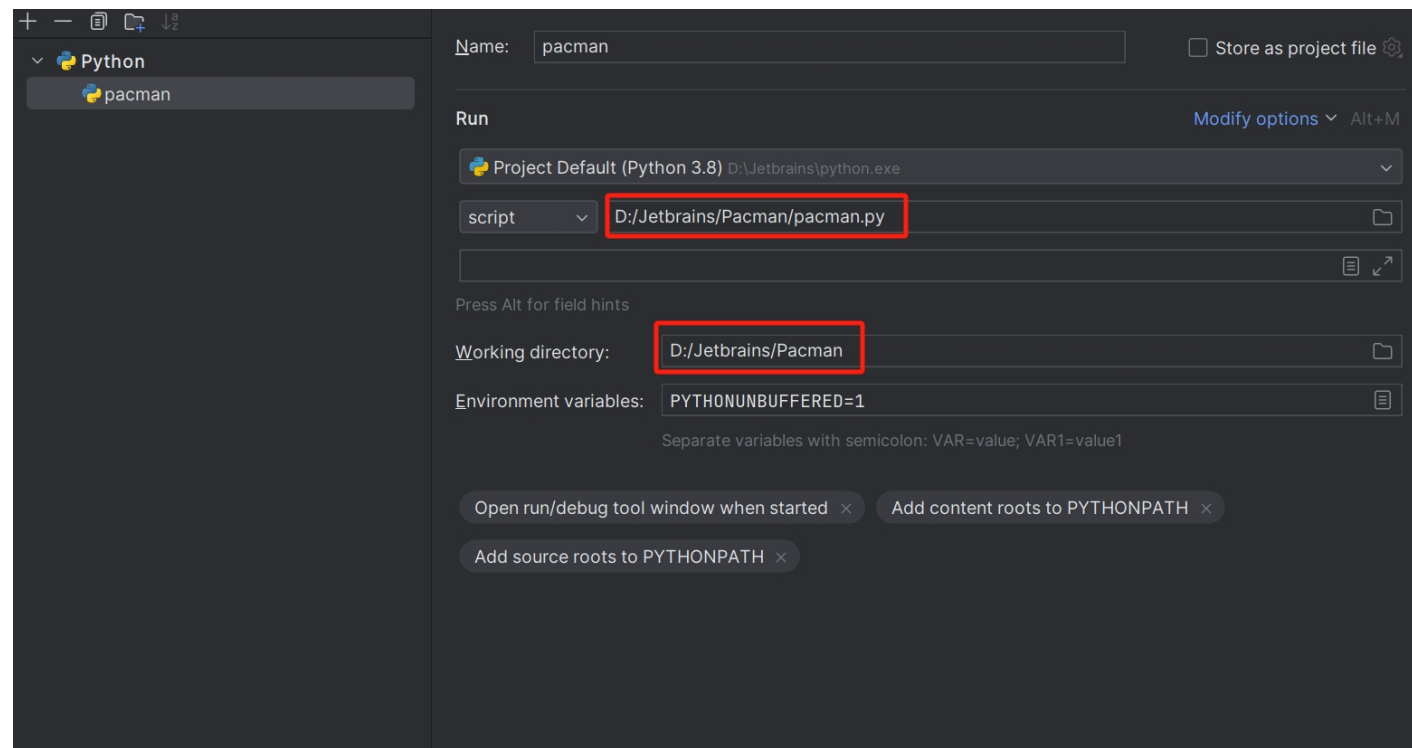 Python
pacman
Name: pacman Store as project file
Run Modify options Alt+M
Project Default (Python 3.8) D:\Jetbrains\python.exe
script D:/Jetbrains/Pacman/pacman.py
Press Alt for field hints
Working directory: D:/Jetbrains/Pacman
Environment variables: PYTHONUNBUFFERED=1
Separate variables with semicolon: VAR=value; VAR1=value1
Open run/debug tool window when started × Add content roots to PYTHONPATH ×
Add source roots to PYTHONPATH ×